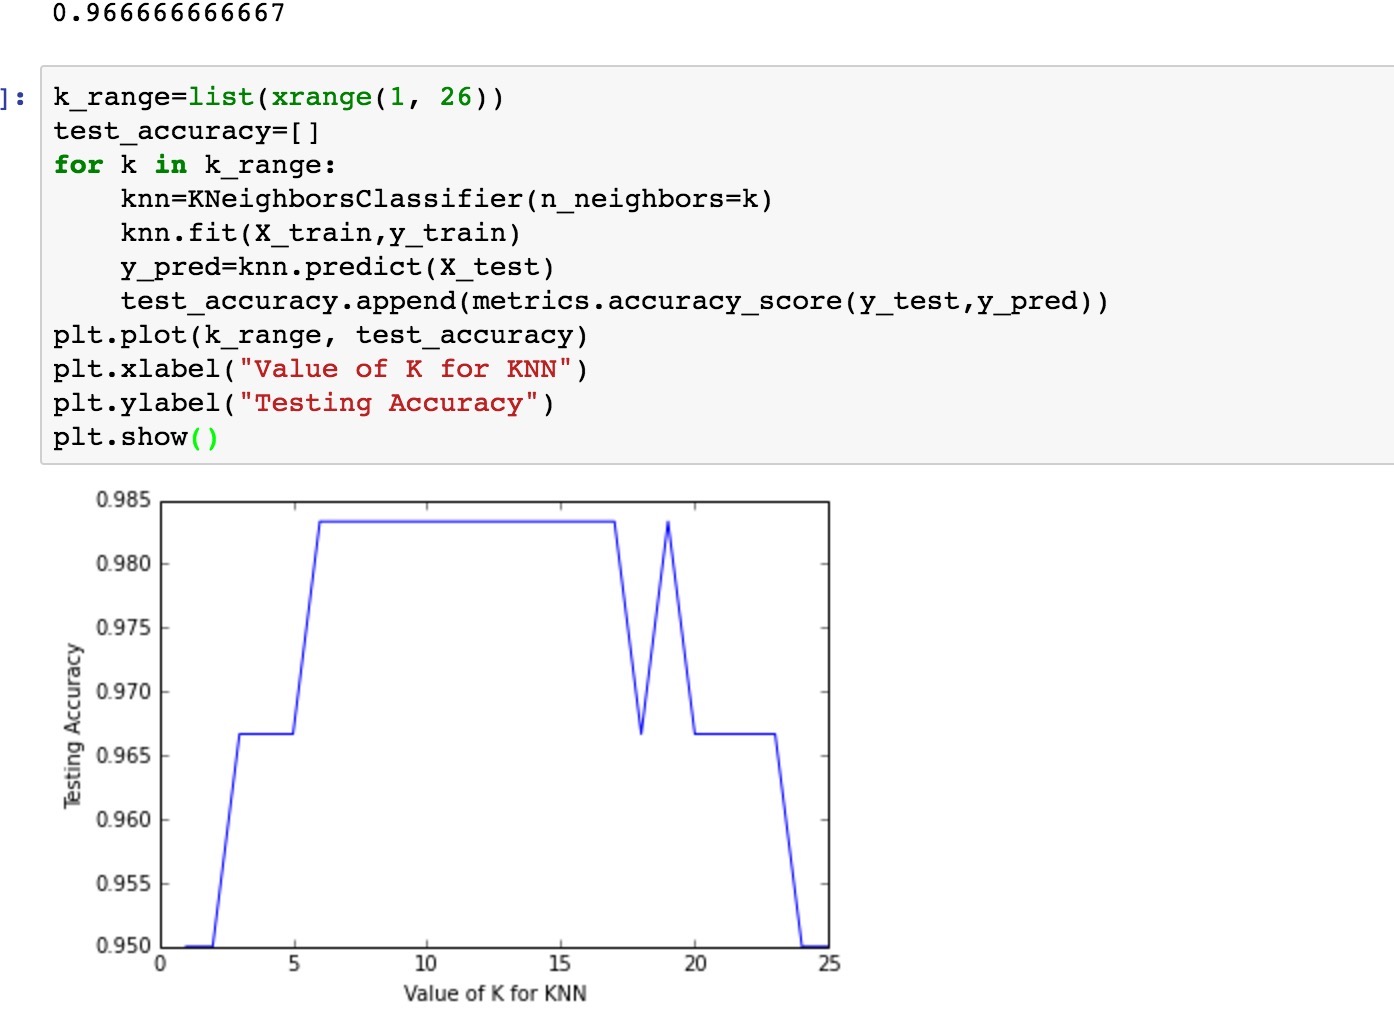 0.966666666667
]:
k_range=list(xrange(1, 26))
test_accuracy=[]
for k in k_range:
    knn=KNeighborsClassifier(n_neighbors=k)
    knn.fit(X_train,y_train)
    y_pred=knn.predict(X_test)
    test_accuracy.append(metrics.accuracy_score(y_test,y_pred))
plt.plot(k_range, test_accuracy)
plt.xlabel("Value of K for KNN")
plt.ylabel("Testing Accuracy")
plt.show()
0.985
0.980
0.975
0.970
0.965
0.960
0.955
0.950
Testing Accuracy
0 5 10 15 20 25
Value of K for KNN